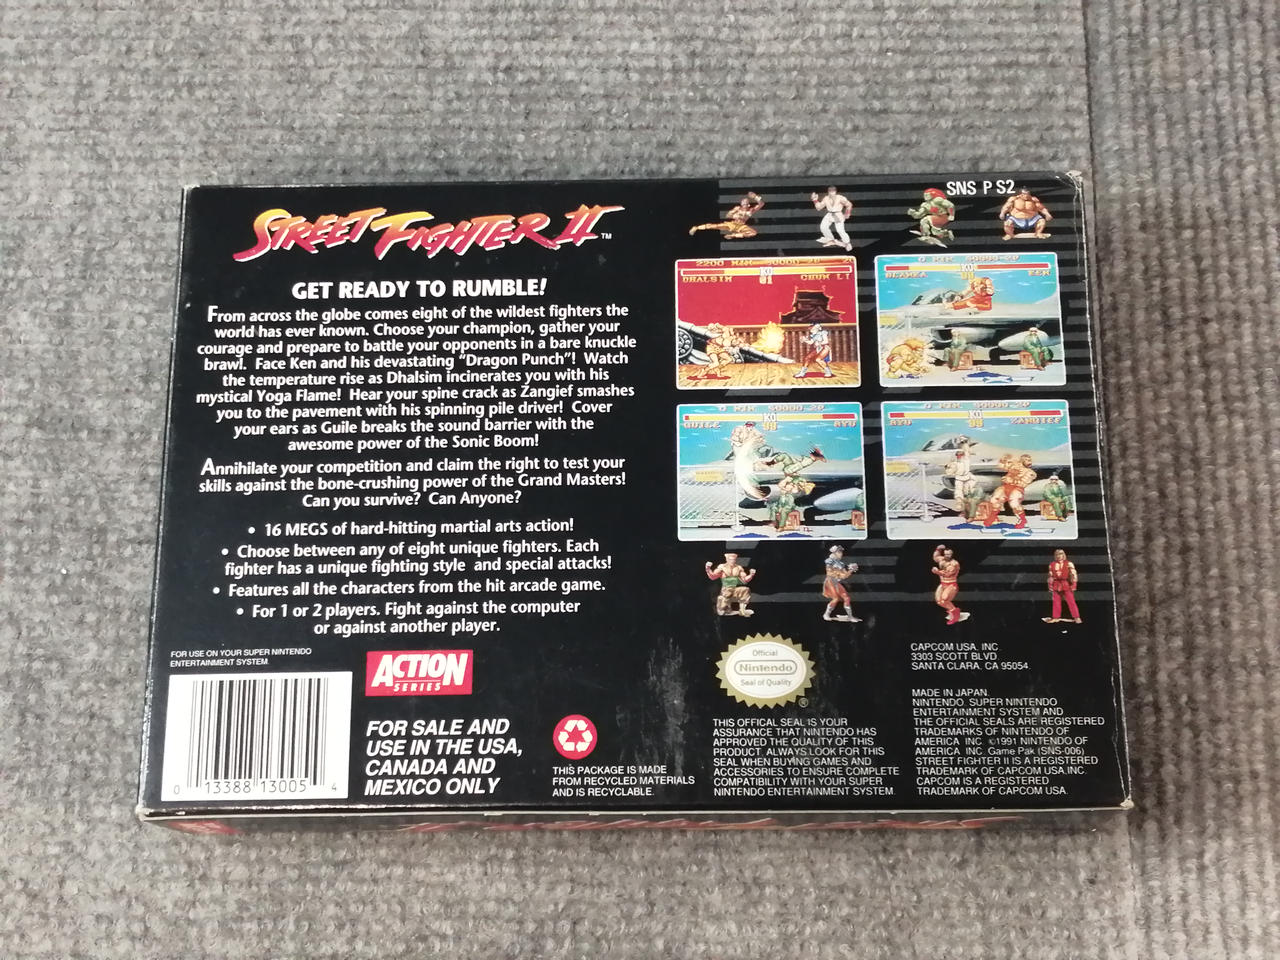 STREET FIGHTER II™
SNS P S2
GET READY TO RUMBLE!
From across the globe comes eight of the wildest fighters the
world has ever known. Choose your champion, gather your
courage and prepare to battle your opponents in a bare knuckle
brawl. Face Ken and his devastating "Dragon Punch"! Watch
the temperature rise as Dhalsim incinerates you with his
mystical Yoga Flame! Hear your spine crack as Zangief smashes
you to the pavement with his spinning pile driver! Cover
your ears as Guile breaks the sound barrier with the
awesome power of the Sonic Boom!
Annihilate your competition and claim the right to test your
skills against the bone-crushing power of the Grand Masters!
Can you survive? Can Anyone?
• 16 MEGS of hard-hitting martial arts action!
• Choose between any of eight unique fighters. Each
fighter has a unique fighting style and special attacks!
• Features all the characters from the hit arcade game.
• For 1 or 2 players. Fight against the computer
or against another player.
KO
DHALSIM 81 CHUN LI
KO
BLANKA KEN
KO
GUILE RYU
KO
RYU ZANGIEF
FOR USE ON YOUR SUPER NINTENDO
ENTERTAINMENT SYSTEM
0 13388 13005 4
ACTION
SERIES
FOR SALE AND
USE IN THE USA,
CANADA AND
MEXICO ONLY
THIS PACKAGE IS MADE
FROM RECYCLED MATERIALS
AND IS RECYCLABLE.
Official
Nintendo
Seal of Quality
®
THIS OFFICAL SEAL IS YOUR
ASSURANCE THAT NINTENDO HAS
APPROVED THE QUALITY OF THIS
PRODUCT. ALWAYS LOOK FOR THIS
SEAL WHEN BUYING GAMES AND
ACCESSORIES TO ENSURE COMPLETE
COMPATIBILITY WITH YOUR SUPER
NINTENDO ENTERTAINMENT SYSTEM.
CAPCOM USA, INC.
3303 SCOTT BLVD
SANTA CLARA, CA 95054.
MADE IN JAPAN.
NINTENDO, SUPER NINTENDO
ENTERTAINMENT SYSTEM AND
THE OFFICIAL SEALS ARE REGISTERED
TRADEMARKS OF NINTENDO OF
AMERICA INC. ©1991 NINTENDO OF
AMERICA INC. Game Pak (SNS-006)
STREET FIGHTER II IS A REGISTERED
TRADEMARK OF CAPCOM USA,INC.
CAPCOM IS A REGISTERED
TRADEMARK OF CAPCOM USA.